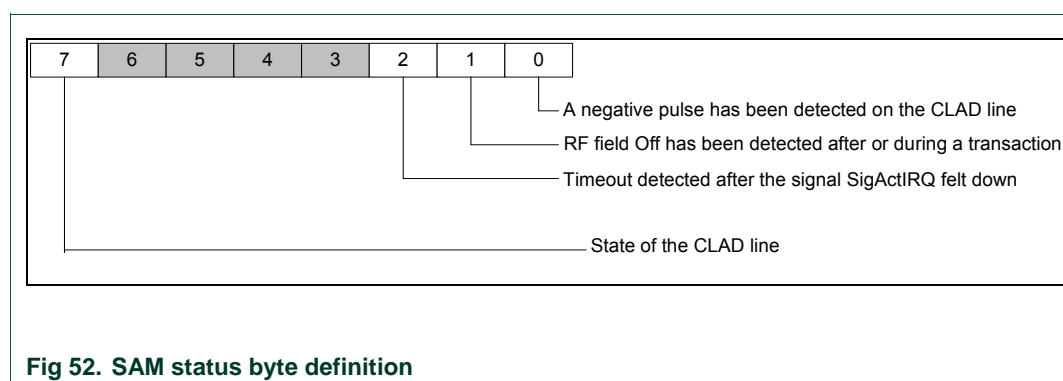 7 6 5 4 3 2 1 0
A negative pulse has been detected on the CLAD line
RF field Off has been detected after or during a transaction
Timeout detected after the signal SigActIRQ felt down
State of the CLAD line
Fig 52. SAM status byte definition